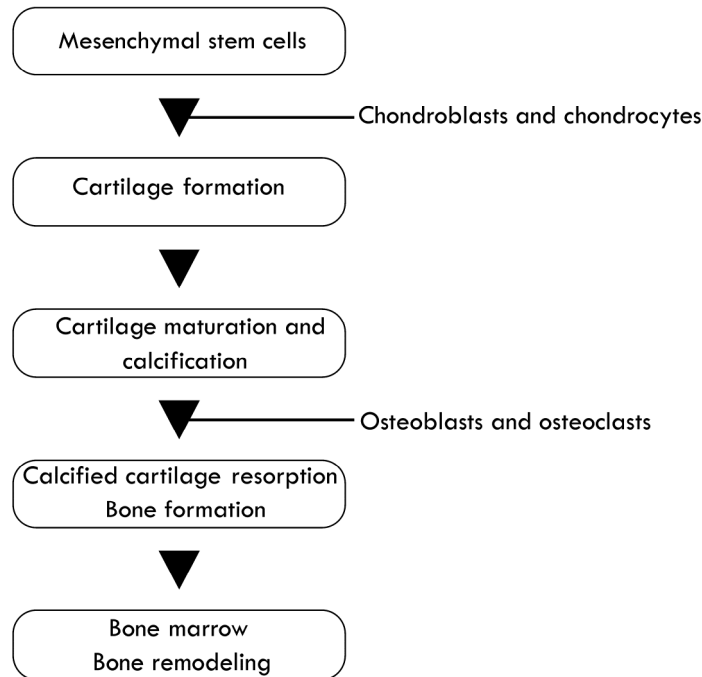 Mesenchymal stem cells
Chondroblasts and chondrocytes
Cartilage formation
Cartilage maturation and
calcification
Osteoblasts and osteoclasts
Calcified cartilage resorption
Bone formation
Bone marrow
Bone remodeling